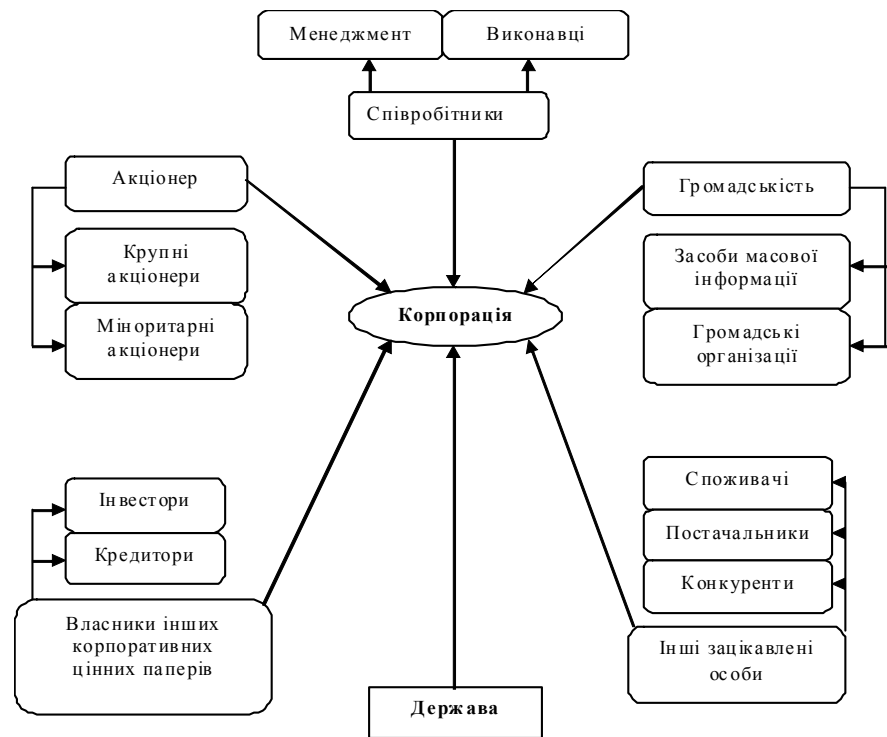 Менеджмент
Виконавці
Співробітники
Акціонер
Громадськість
Крупні
акціонери
Засоби масової
інформації
Корпорація
Міноритарні
акціонери
Громадські
організації
Інвестори
Кредитори
Власники інших
корпоративних
цінних паперів
Споживачі
Постачальники
Конкуренти
Інші зацікавлені
особи
Держава